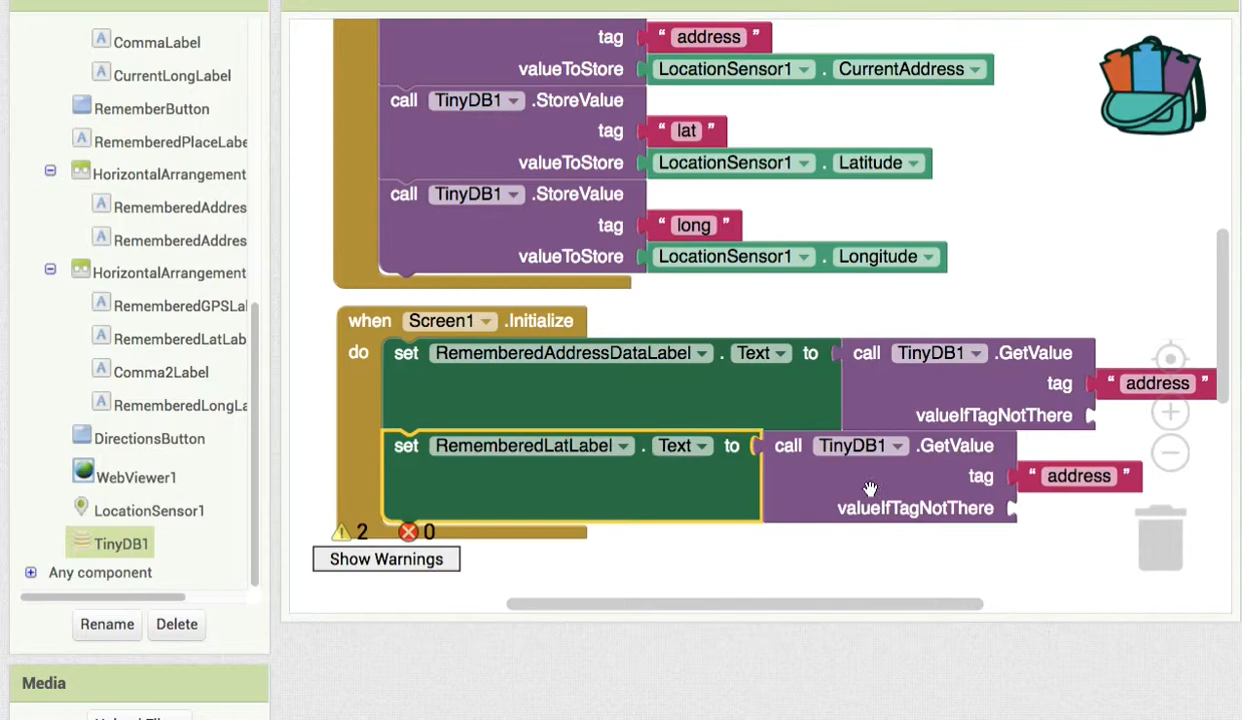 CommaLabel
CurrentLongLabel
RememberButton
RememberedPlaceLabe
HorizontalArrangement
RememberedAddres
RememberedAddres
HorizontalArrangement
RememberedGPSLa
RememberedLatLab
Comma2Label
RememberedLongLa
DirectionsButton
WebViewer1
LocationSensor1
TinyDB1
Any component
Rename Delete
Media
tag “ address ”
valueToStore LocationSensor1 . CurrentAddress
call TinyDB1 .StoreValue
tag “ lat ”
valueToStore LocationSensor1 . Latitude
call TinyDB1 .StoreValue
tag “ long ”
valueToStore LocationSensor1 . Longitude
when Screen1 .Initialize
do set RememberedAddressDataLabel . Text to call TinyDB1 .GetValue
tag “ address ”
valueIfTagNotThere
set RememberedLatLabel . Text to call TinyDB1 .GetValue
tag “ address ”
valueIfTagNotThere
2 0
Show Warnings